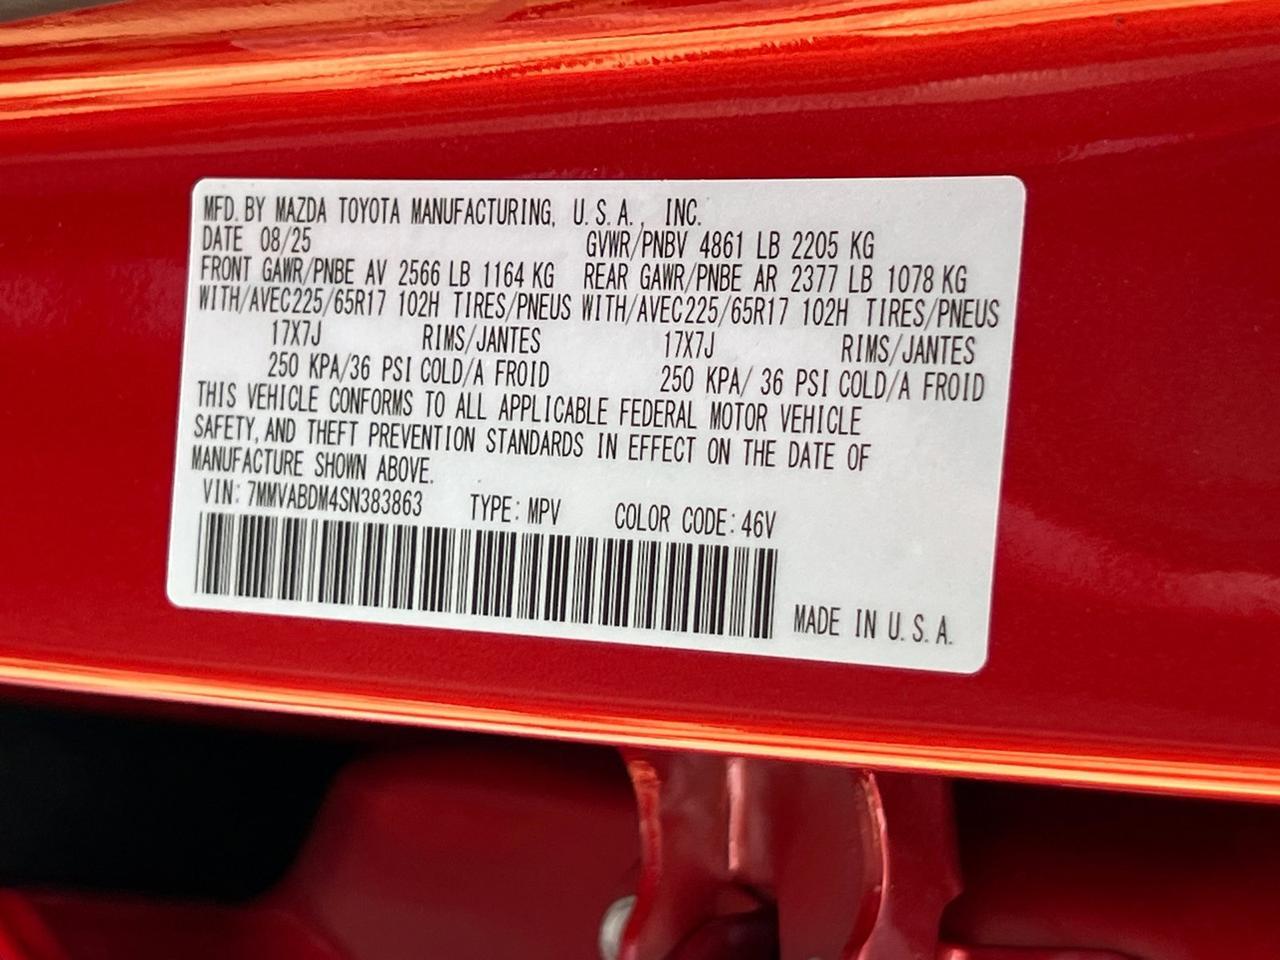 MFD. BY MAZDA TOYOTA MANUFACTURING, U.S.A., INC.
DATE 08/25 GVWR/PNBV 4861 LB 2205 KG
FRONT GAWR/PNBE AV 2566 LB 1164 KG REAR GAWR/PNBE AR 2377 LB 1078 KG
WITH/AVEC225/65R17 102H TIRES/PNEUS WITH/AVEC225/65R17 102H TIRES/PNEUS
17X7J RIMS/JANTES 17X7J RIMS/JANTES
250 KPA/36 PSI COLD/A FROID 250 KPA/ 36 PSI COLD/A FROID
THIS VEHICLE CONFORMS TO ALL APPLICABLE FEDERAL MOTOR VEHICLE
SAFETY, AND THEFT PREVENTION STANDARDS IN EFFECT ON THE DATE OF
MANUFACTURE SHOWN ABOVE.
VIN: 7MMVABDM4SN383863 TYPE: MPV COLOR CODE: 46V
MADE IN U.S.A.